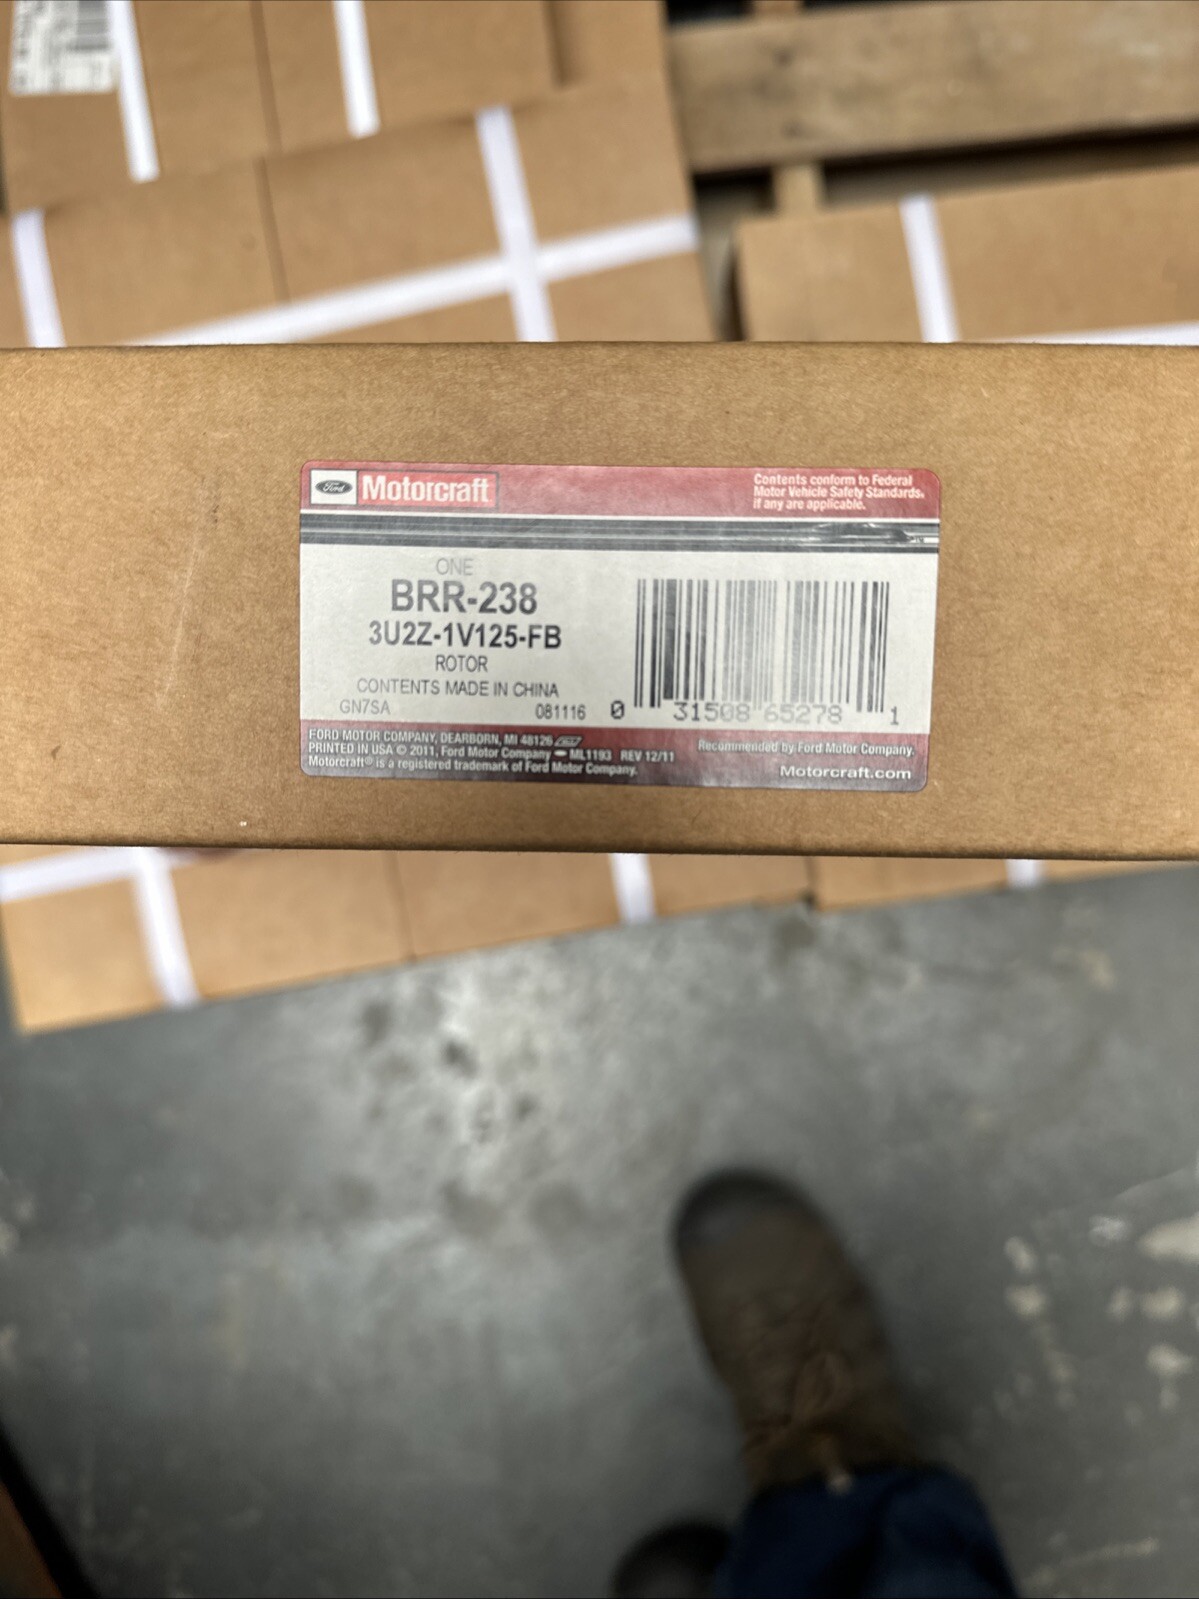 Ford Motorcraft
Contents conform to Federal
Motor Vehicle Safety Standards,
if any are applicable.
ONE
BRR-238
3U2Z-1V125-FB
ROTOR
CONTENTS MADE IN CHINA
GN7SA 081116
0 31508 65278 1
FORD MOTOR COMPANY, DEARBORN, MI 48126
PRINTED IN USA © 2011, Ford Motor Company ML1193 REV 12/11
Motorcraft® is a registered trademark of Ford Motor Company.
Recommended by Ford Motor Company.
Motorcraft.com